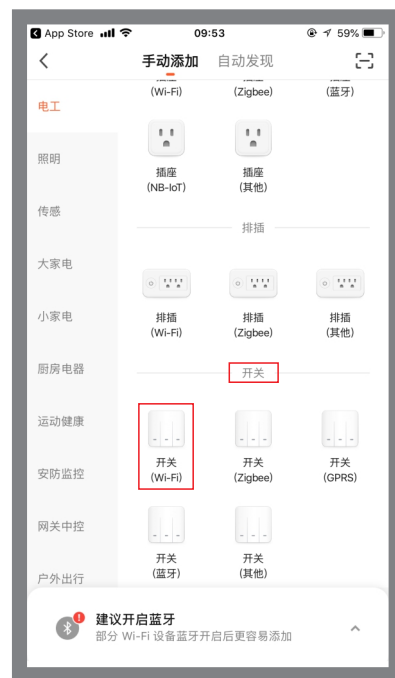 App Store
09:53
59%
手动添加
自动发现
(Wi-Fi)
(Zigbee)
(蓝牙)
电工
照明
传感
大家电
小家电
厨房电器
运动健康
安防监控
网关中控
户外出行
插座
(NB-IoT)
插座
(其他)
排插
排插
(Wi-Fi)
排插
(Zigbee)
排插
(其他)
开关
开关
(Wi-Fi)
开关
(Zigbee)
开关
(GPRS)
开关
(蓝牙)
开关
(其他)
建议开启蓝牙
部分 Wi-Fi 设备蓝牙开启后更容易添加